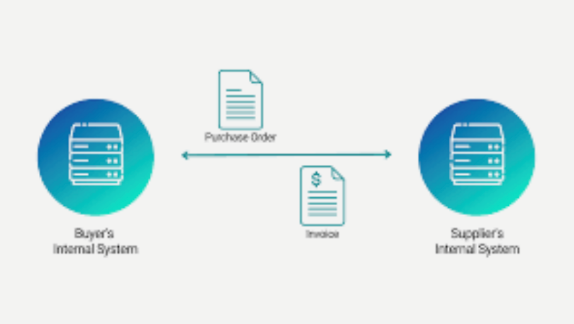 Purchase Order
$
Invoice
Buyer's
Internal System
Supplier's
Internal System